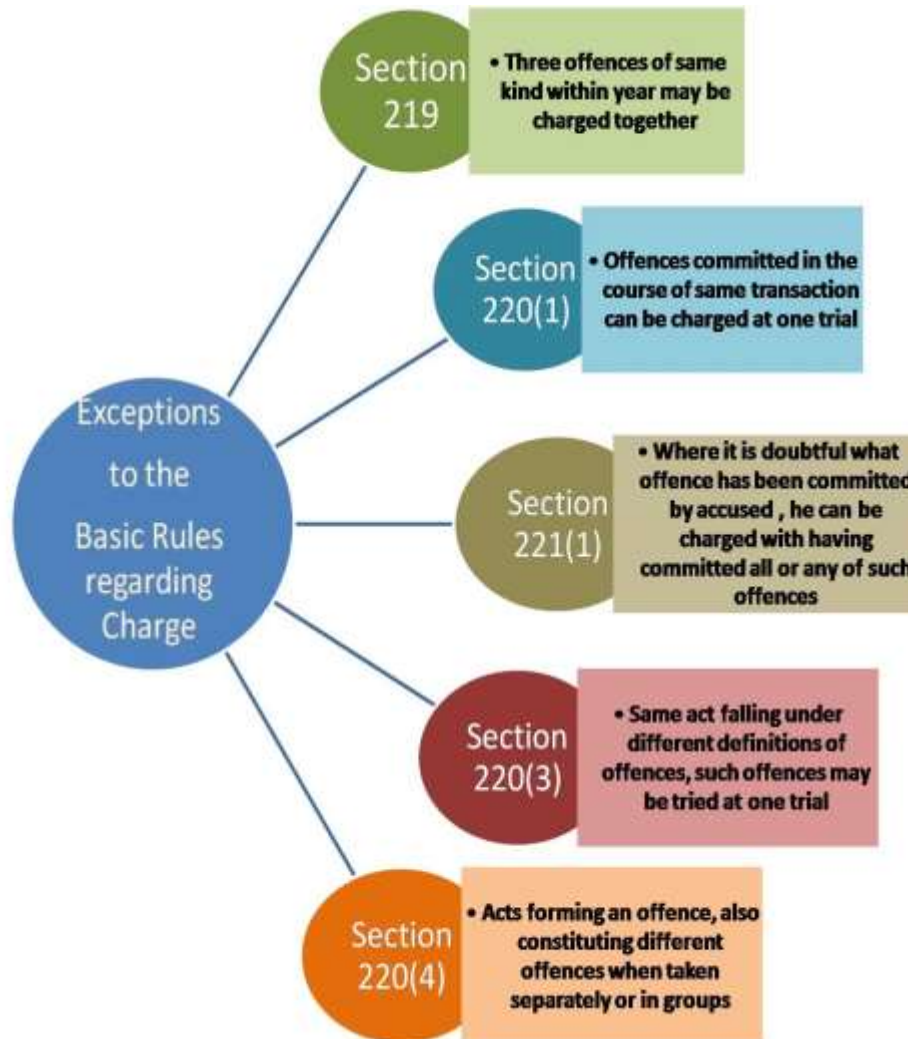 Exceptions
to the
Basic Rules
regarding
Charge
Section
219
• Three offences of same
kind within year may be
charged together
Section
220(1)
• Offences committed in the
course of same transaction
can be charged at one trial
Section
221(1)
• Where it is doubtful what
offence has been committed
by accused , he can be
charged with having
committed all or any of such
offences
Section
220(3)
• Same act falling under
different definitions of
offences, such offences may
be tried at one trial
Section
220(4)
• Acts forming an offence, also
constituting different
offences when taken
separately or in groups